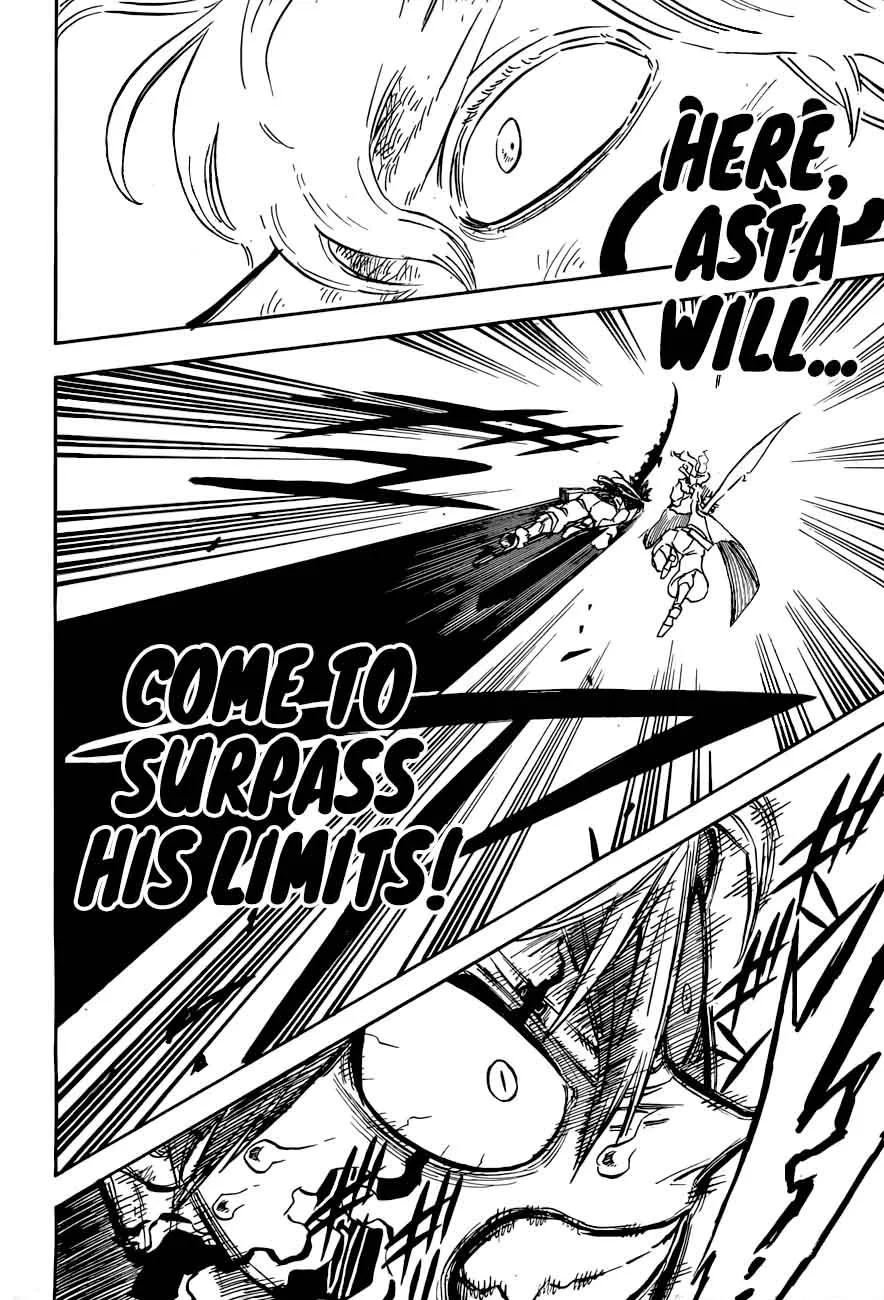 HERE,
ASTA
WILL...
COME TO
SURPASS
HIS LIMITS!